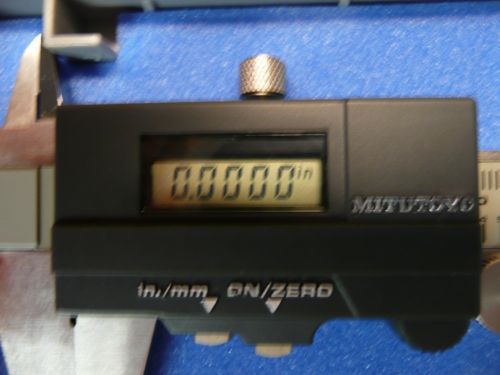 0.0000 in
MITUTOYO
in./mm ON/ZERO